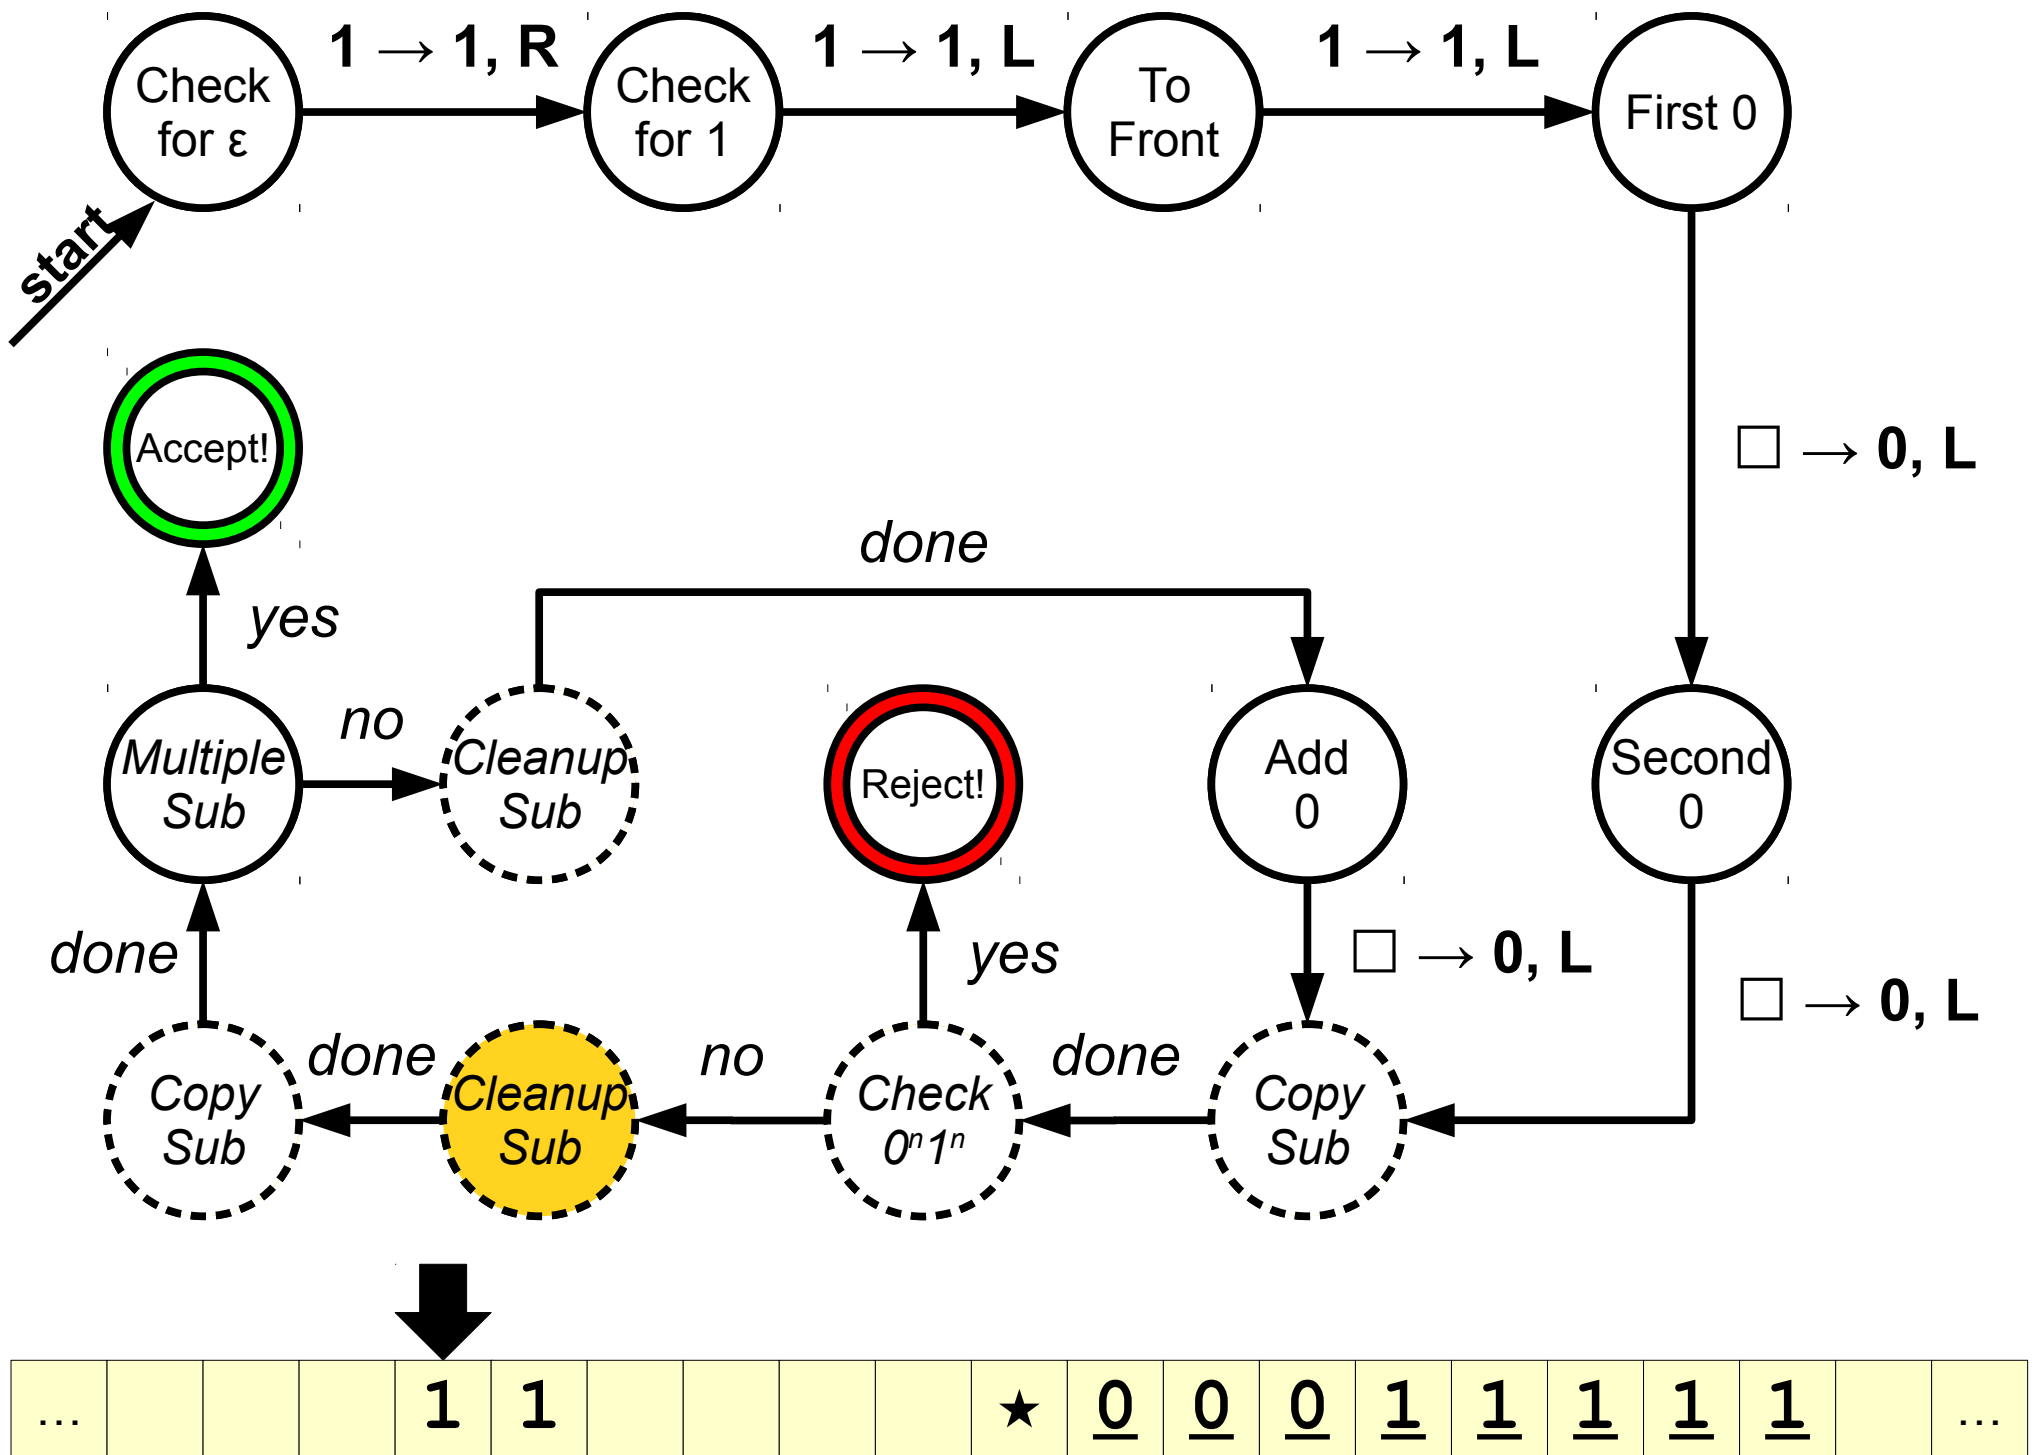 1 → 1, R
1 → 1, L
1 → 1, L
Check
for ε
Check
for 1
To
Front
First 0
start
□ → 0, L
Accept!
done
yes
no
Multiple
Sub
Cleanup
Sub
Reject!
Add
0
Second
0
done
yes
□ → 0, L
□ → 0, L
done
no
done
Copy
Sub
Cleanup
Sub
Check
0ⁿ1ⁿ
Copy
Sub
… 1 1 ★ 0 0 0 1 1 1 1 1 …